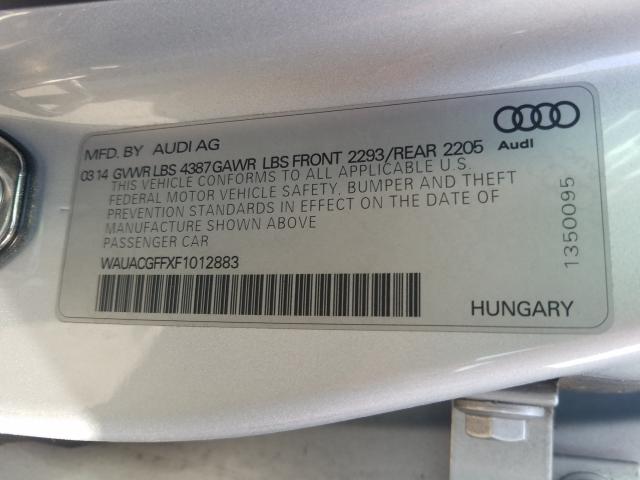 MFD. BY AUDI AG
03 14 GVWR LBS 4387GAWR LBS FRONT 2293/REAR 2205
THIS VEHICLE CONFORMS TO ALL APPLICABLE U.S.
FEDERAL MOTOR VEHICLE SAFETY, BUMPER AND THEFT
PREVENTION STANDARDS IN EFFECT ON THE DATE OF
MANUFACTURE SHOWN ABOVE
PASSENGER CAR
WAUACGFFXF1012883
HUNGARY
Audi
1350095